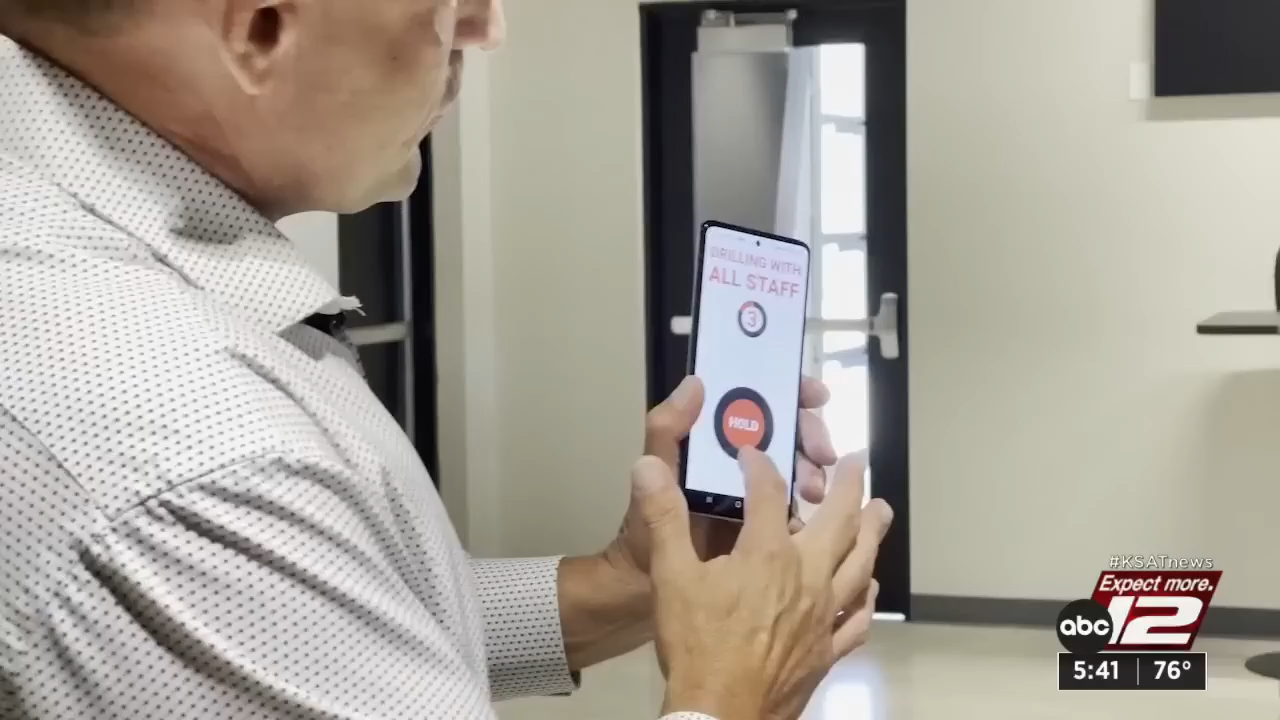 DRILLING WITH
ALL STAFF
3
HOLD
#KSATnews
Expect more.
abc 12
5:41 76°